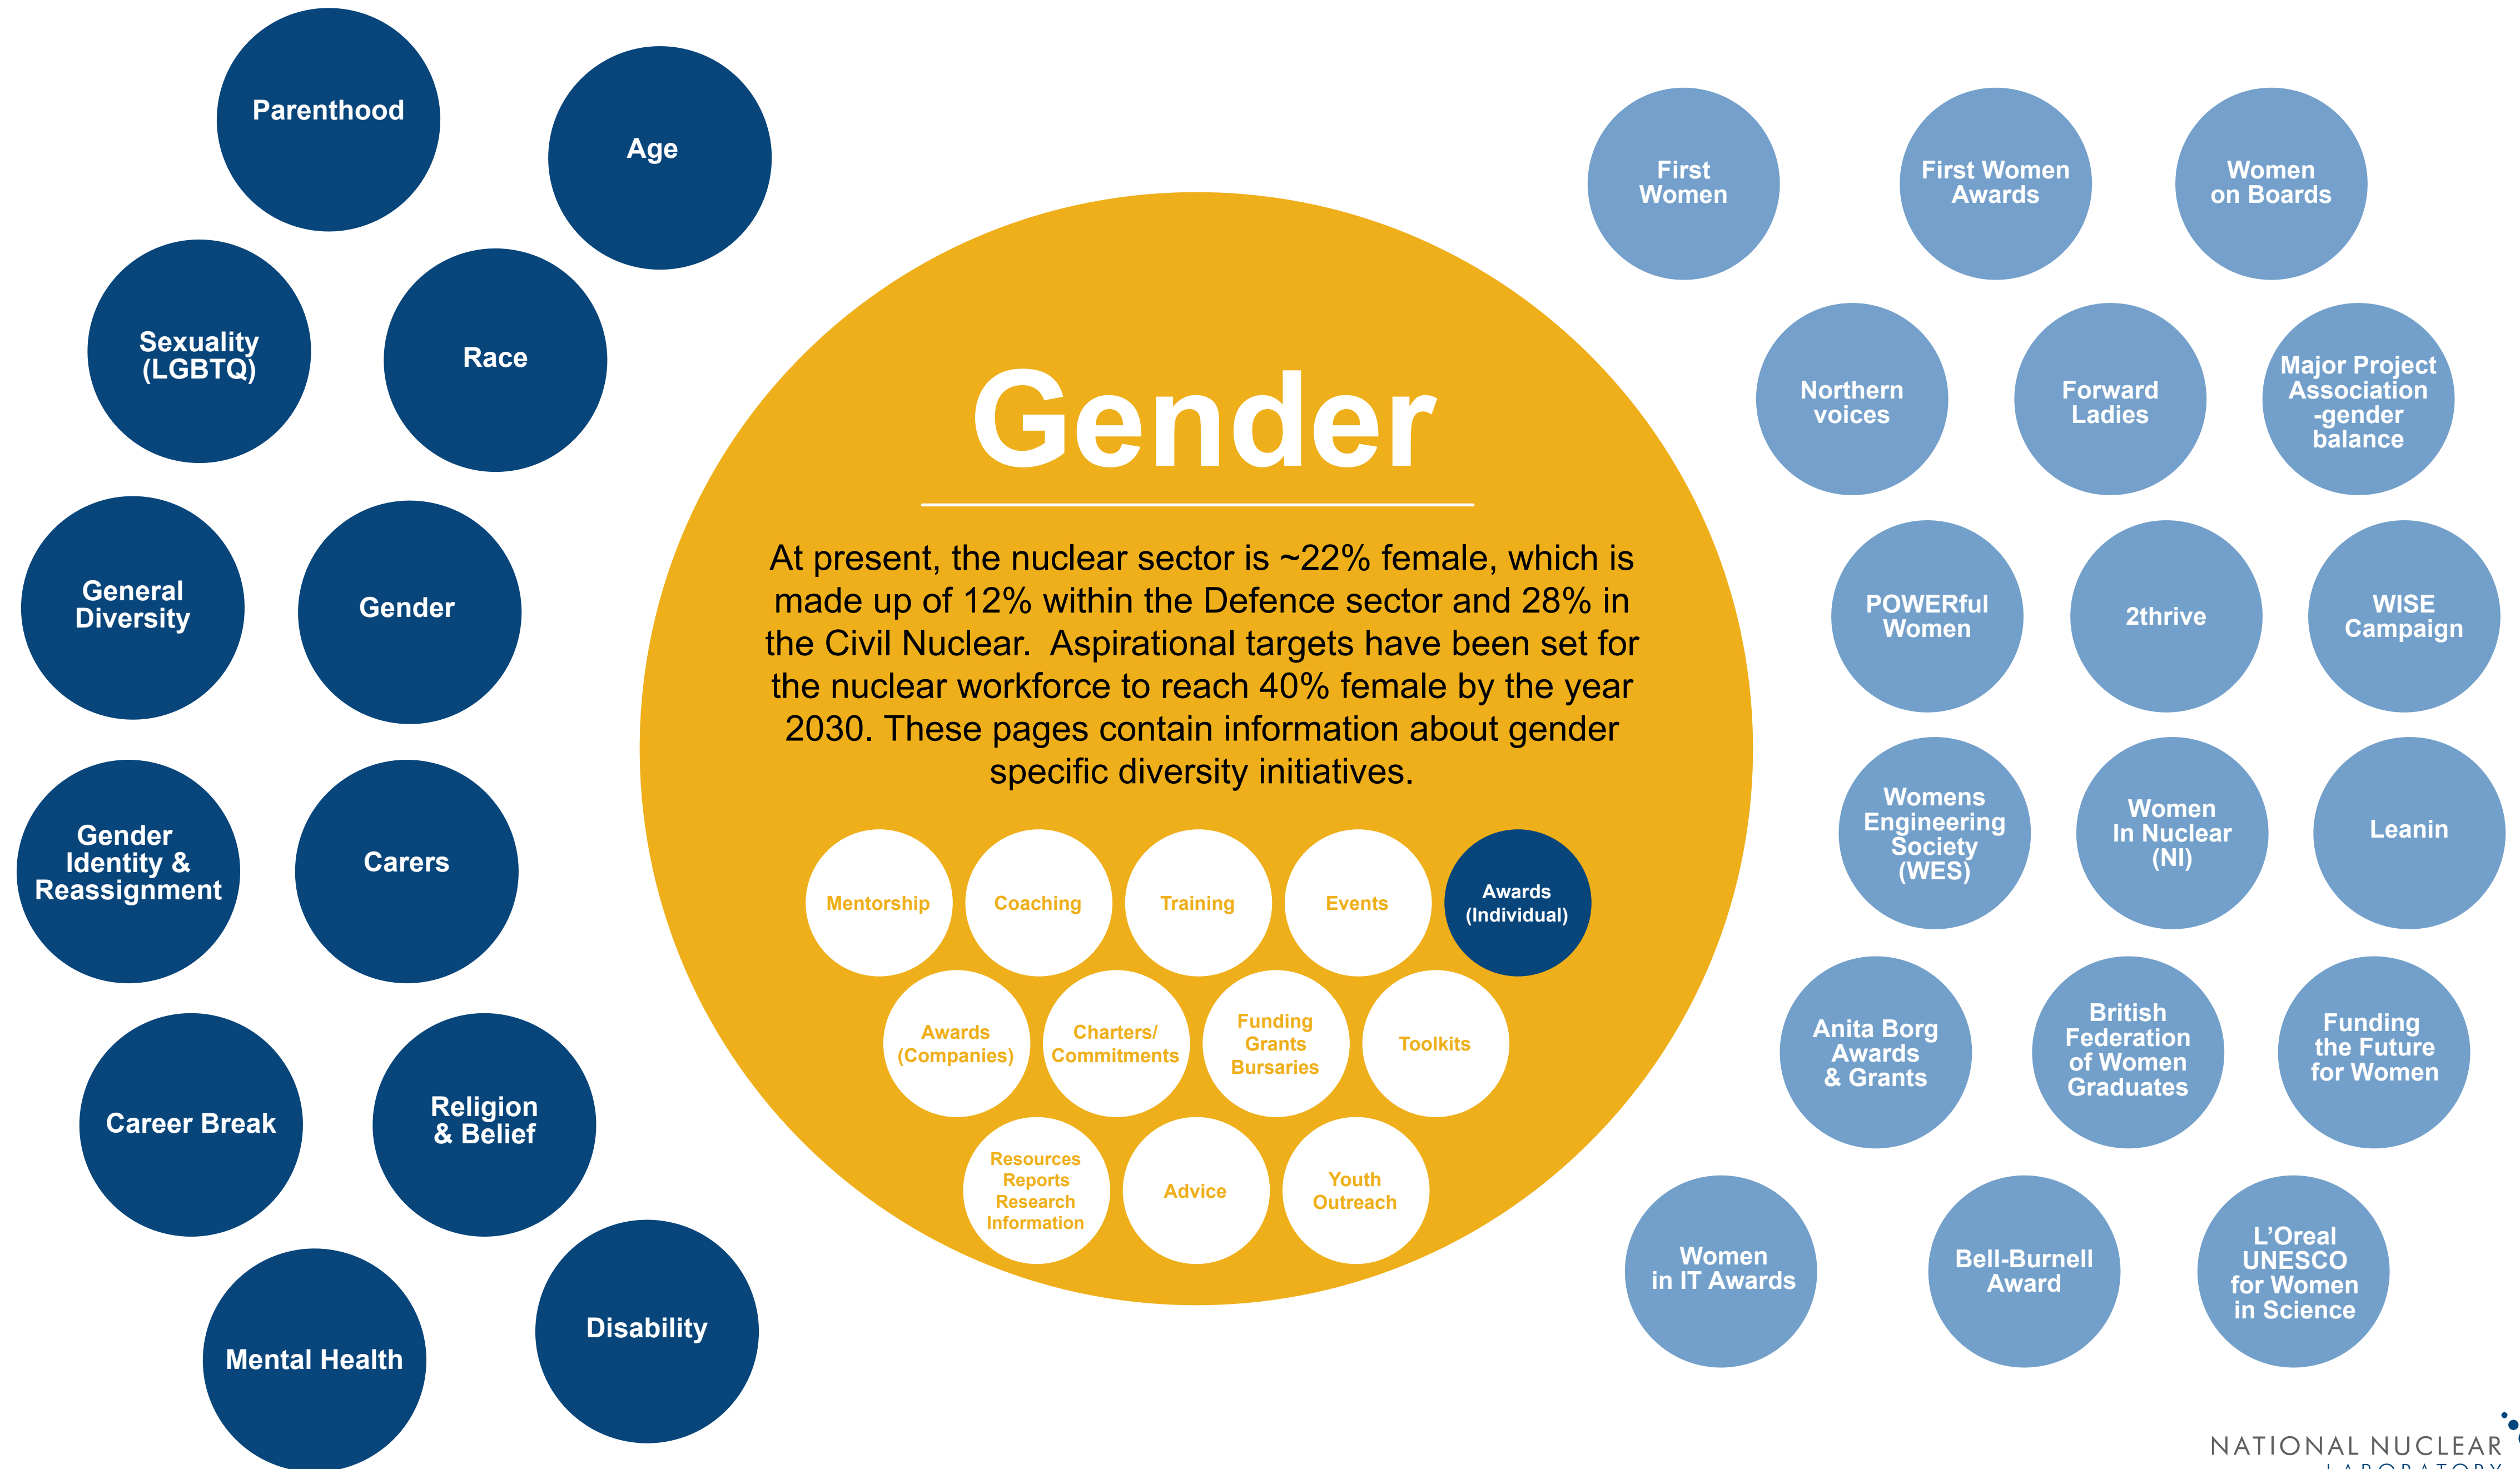 Parenthood
Age
Sexuality
(LGBTQ)
Race
General
Diversity
Gender
Gender
Identity &
Reassignment
Carers
Career Break
Religion
& Belief
Mental Health
Disability
Gender
At present, the nuclear sector is ~22% female, which is
made up of 12% within the Defence sector and 28% in
the Civil Nuclear.  Aspirational targets have been set for
the nuclear workforce to reach 40% female by the year
2030. These pages contain information about gender
specific diversity initiatives.
Mentorship
Coaching
Training
Events
Awards
(Individual)
Awards
(Companies)
Charters/
Commitments
Funding
Grants
Bursaries
Toolkits
Resources
Reports
Research
Information
Advice
Youth
Outreach
First
Women
First Women
Awards
Women
on Boards
Northern
voices
Forward
Ladies
Major Project
Association
-gender
balance
POWERful
Women
2thrive
WISE
Campaign
Womens
Engineering
Society
(WES)
Women
In Nuclear
(NI)
Leanin
Anita Borg
Awards
& Grants
British
Federation
of Women
Graduates
Funding
the Future
for Women
Women
in IT Awards
Bell-Burnell
Award
L’Oreal
UNESCO
for Women
in Science
NATIONAL NUCLEAR
LABORATORY